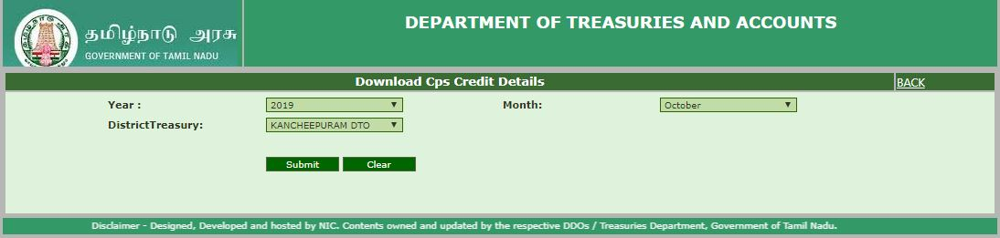 தமிழ்நாடு அரசு
GOVERNMENT OF TAMIL NADU
DEPARTMENT OF TREASURIES AND ACCOUNTS
Download Cps Credit Details BACK
Year : 2019 Month: October
DistrictTreasury: KANCHEEPURAM DTO
Submit Clear
Disclaimer - Designed, Developed and hosted by NIC. Contents owned and updated by the respective DDOs / Treasuries Department, Government of Tamil Nadu.